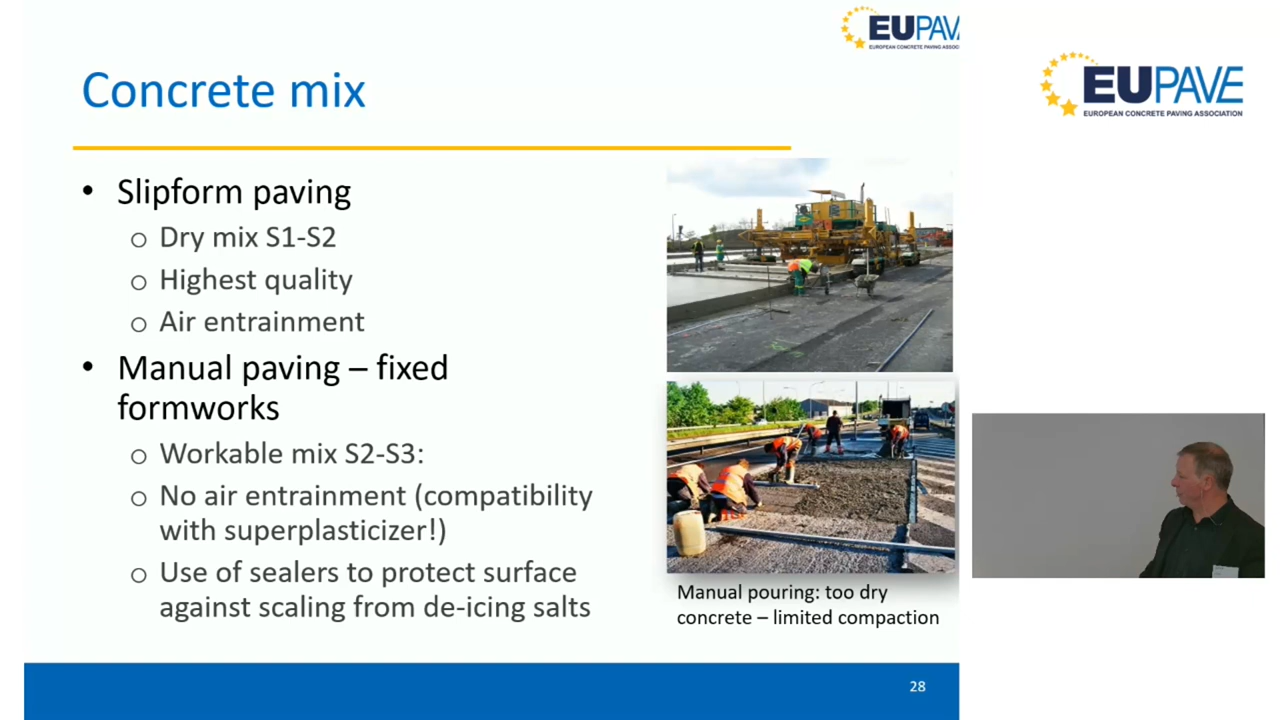 EUPAV
EUROPEAN CONCRETE PAVING ASSOCIA
Concrete mix
• Slipform paving
o Dry mix S1-S2
o Highest quality
o Air entrainment
• Manual paving – fixed
formworks
o Workable mix S2-S3:
o No air entrainment (compatibility
with superplasticizer!)
o Use of sealers to protect surface
against scaling from de-icing salts
Manual pouring: too dry
concrete – limited compaction
28
EUPAVE
EUROPEAN CONCRETE PAVING ASSOCIATION